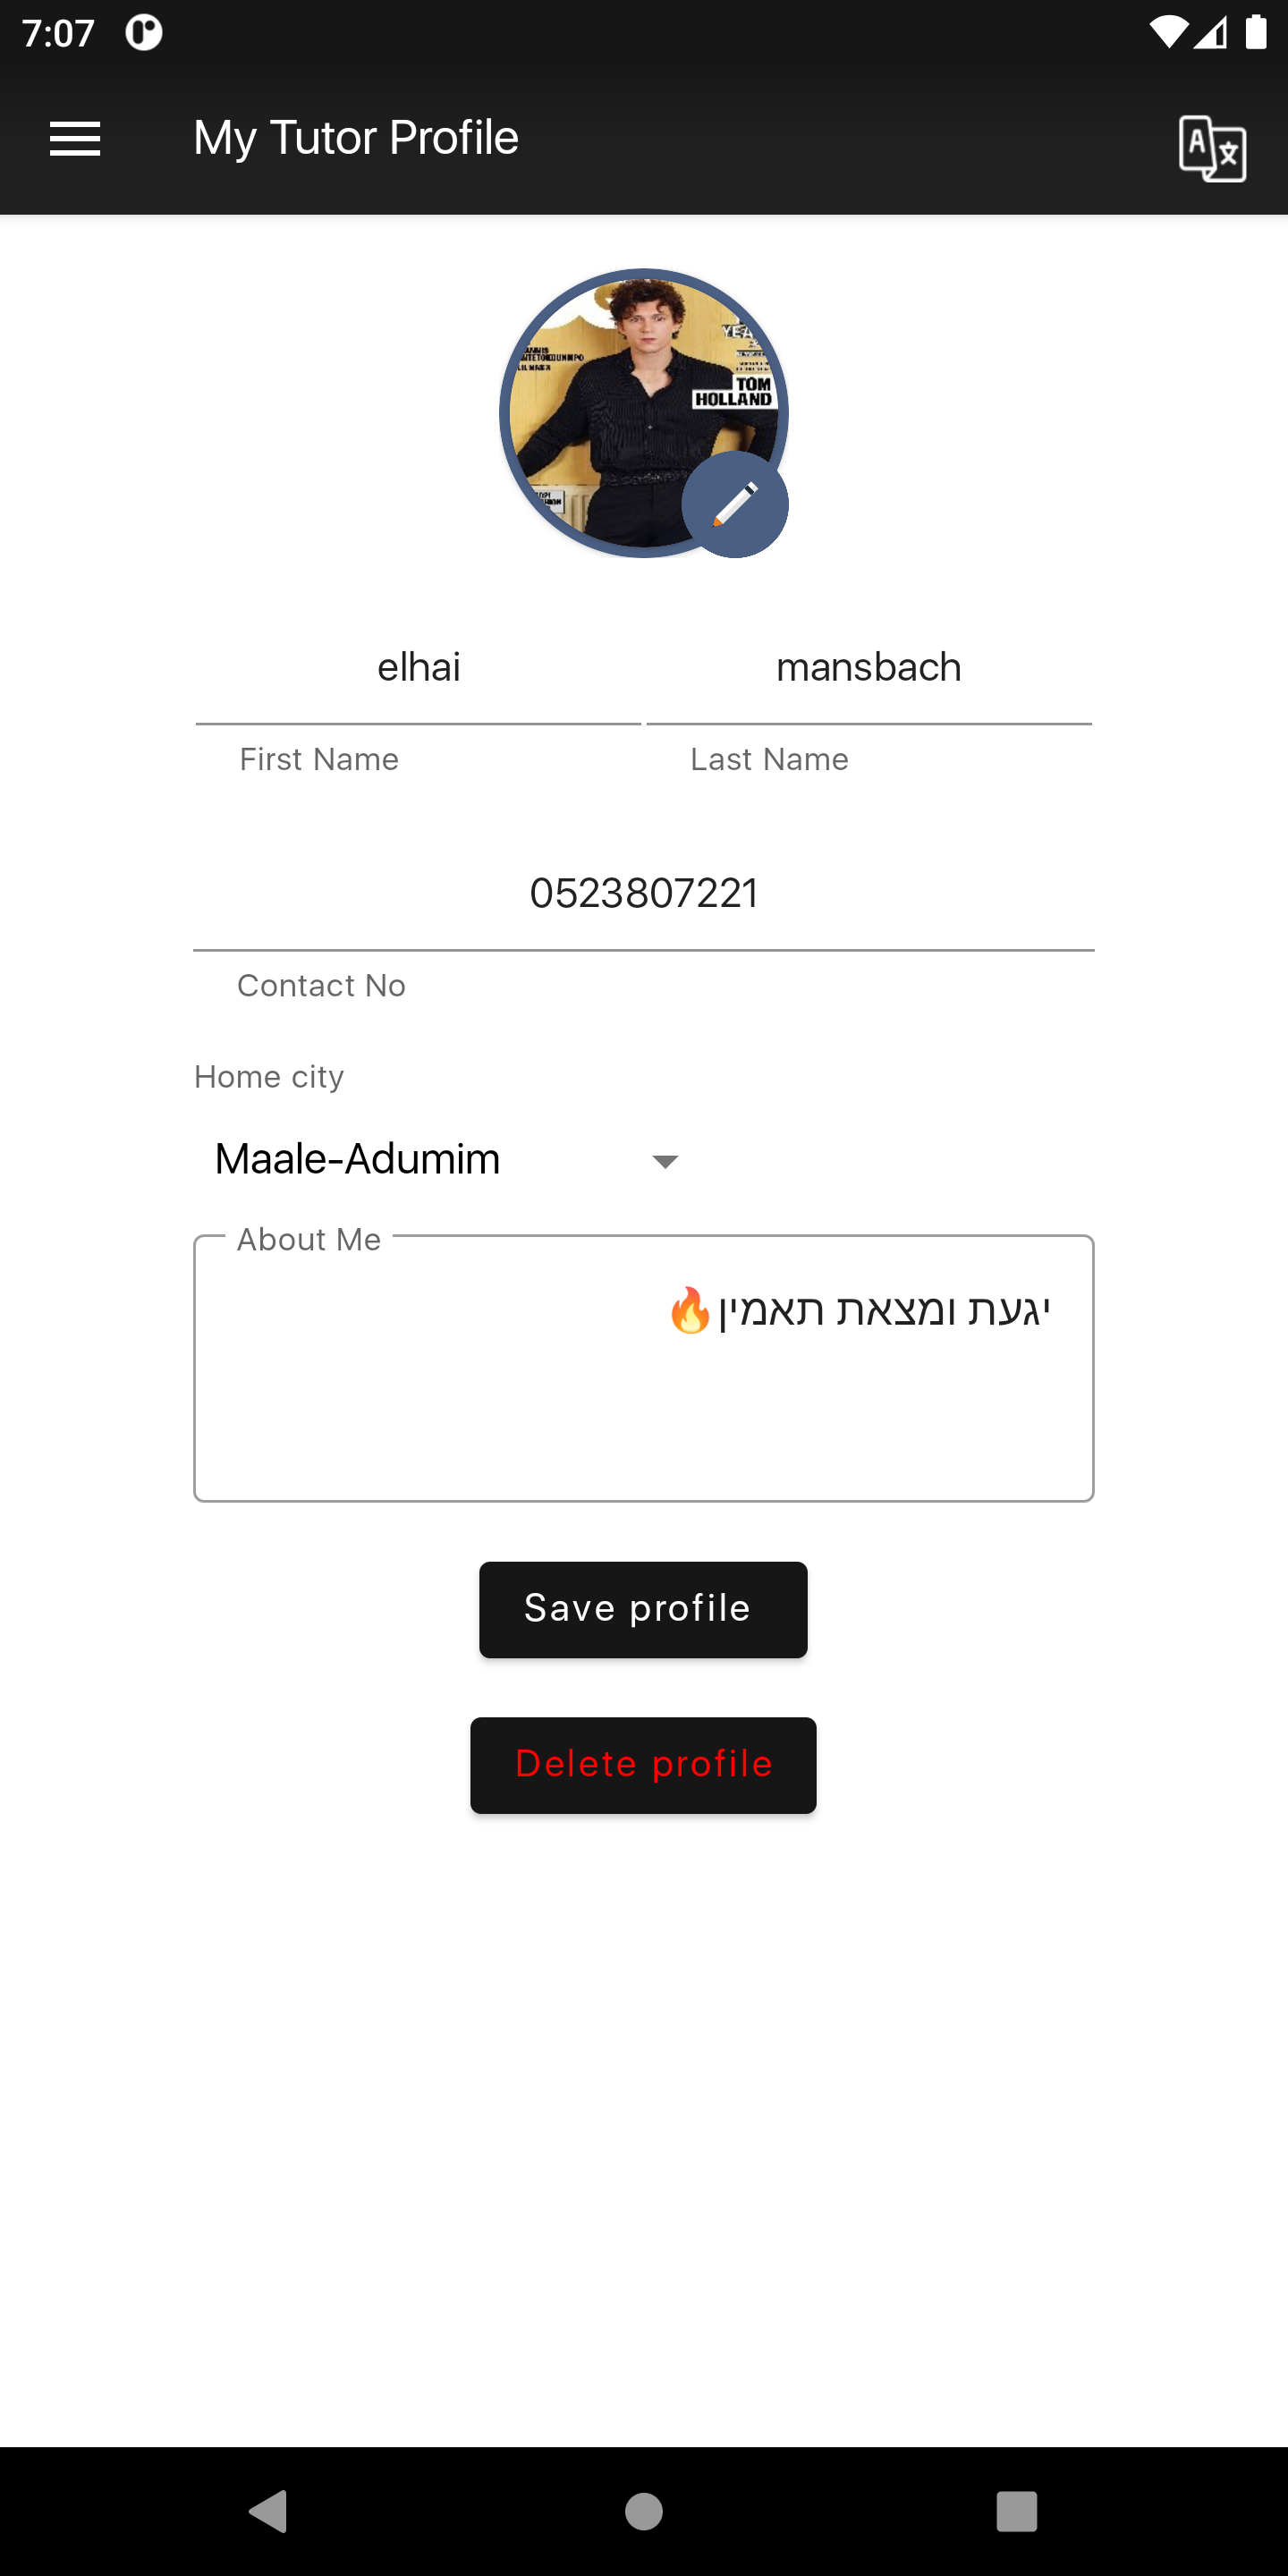 7:07
My Tutor Profile
YEA
TOM
HOLLAND
elhai
mansbach
First Name
Last Name
0523807221
Contact No
Home city
Maale-Adumim
About Me
יגעת ומצאת תאמין🔥
Save profile
Delete profile